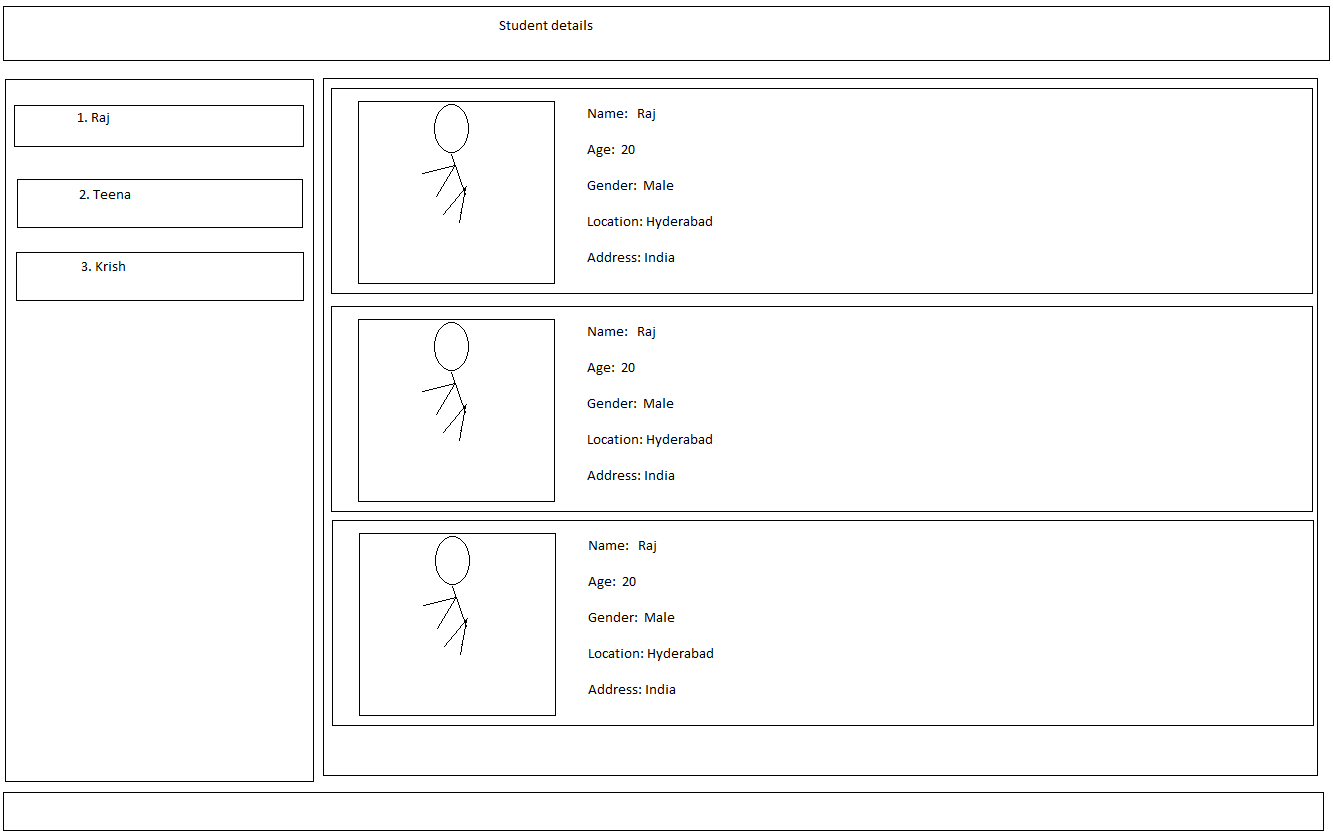 Student details
1. Raj
2. Teena
3. Krish
Name: Raj
Age: 20
Gender: Male
Location: Hyderabad
Address: India
Name: Raj
Age: 20
Gender: Male
Location: Hyderabad
Address: India
Name: Raj
Age: 20
Gender: Male
Location: Hyderabad
Address: India